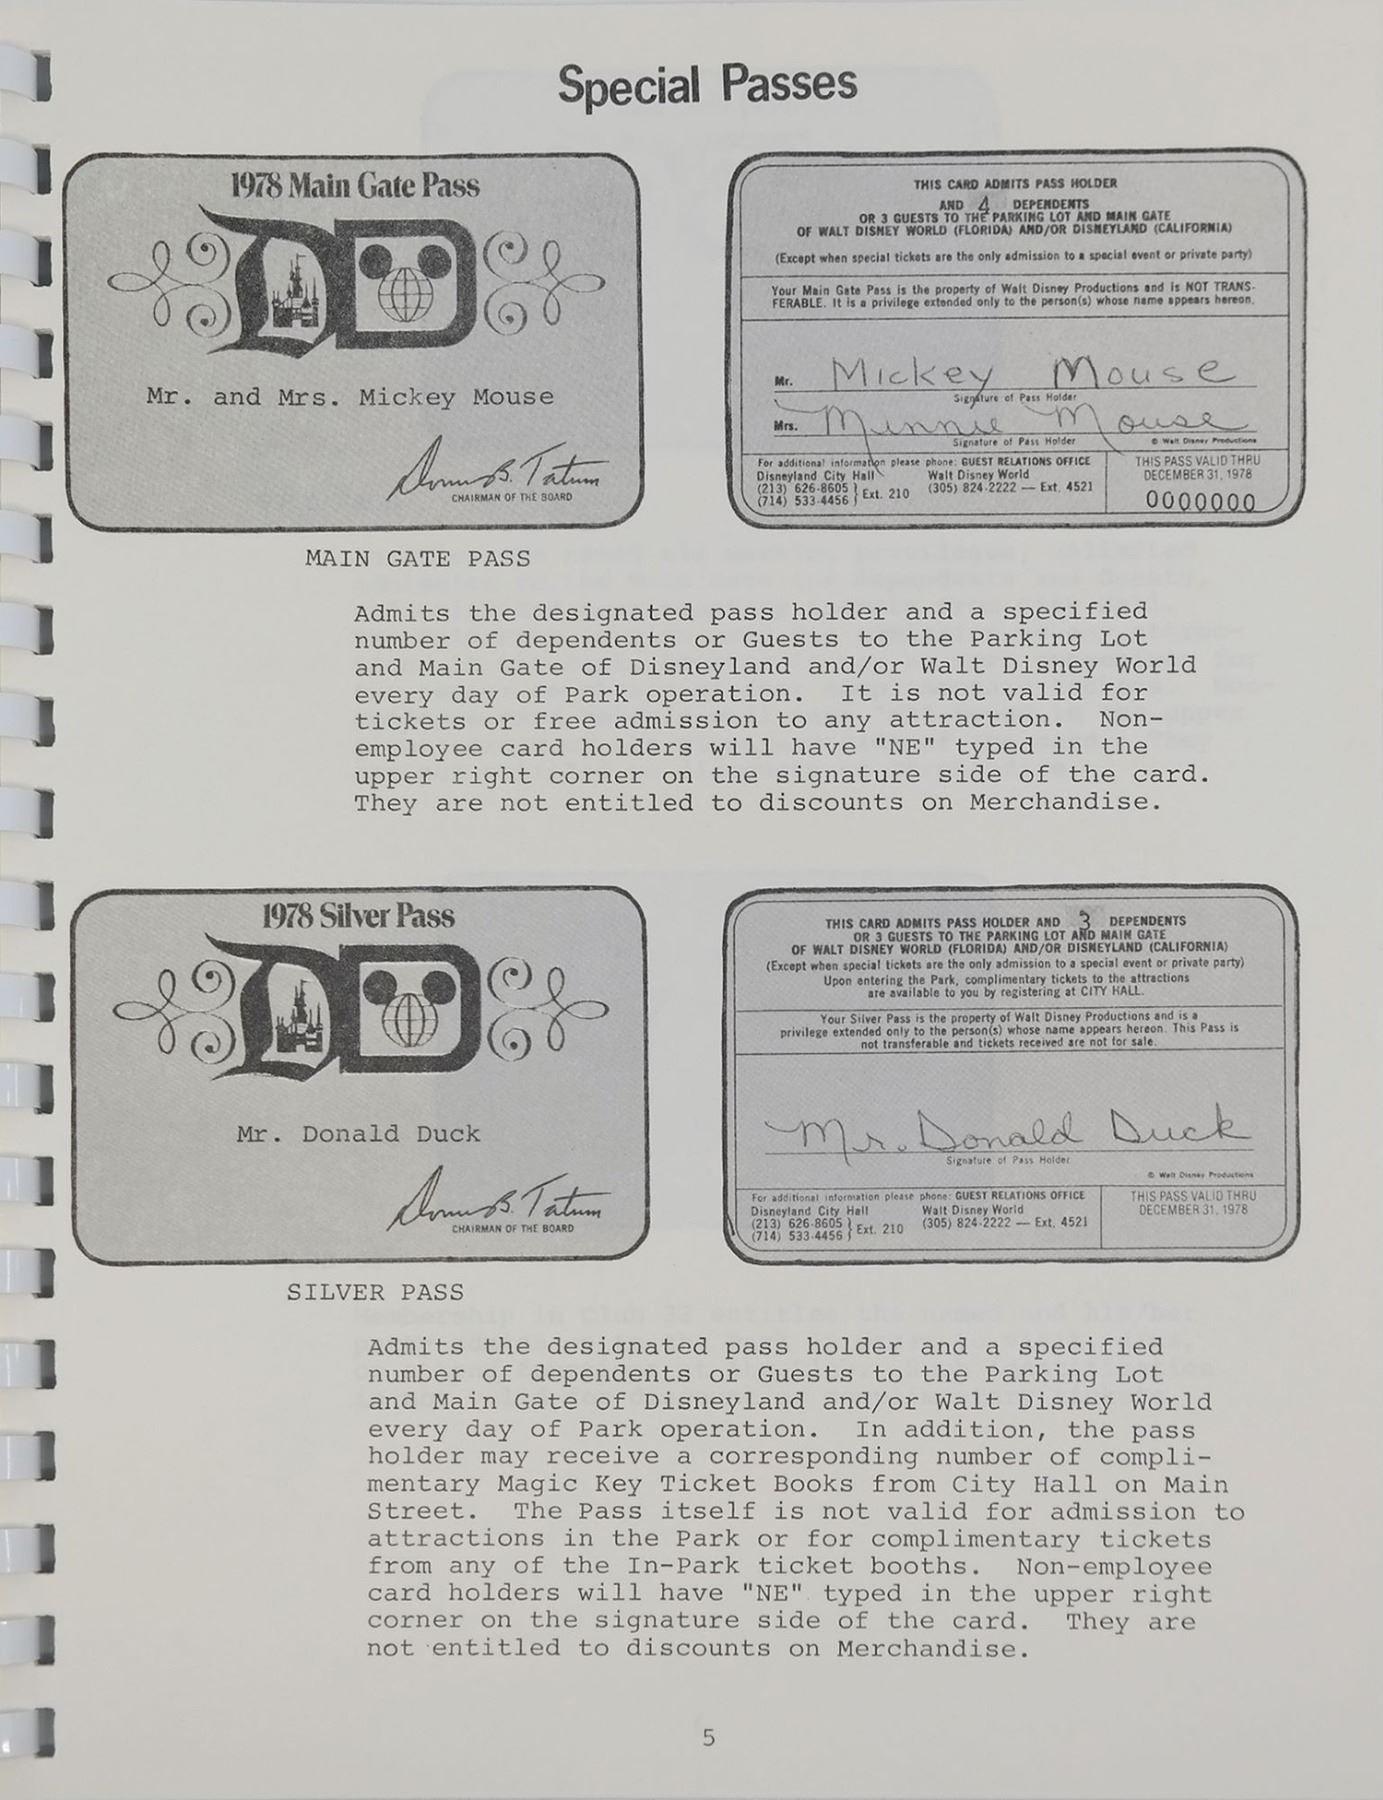 Special Passes
1978 Main Gate Pass
Mr. and Mrs. Mickey Mouse
Donn B. Tatum
CHAIRMAN OF THE BOARD
THIS CARD ADMITS PASS HOLDER
AND 4 DEPENDENTS
OR 3 GUESTS TO THE PARKING LOT AND MAIN GATE
OF WALT DISNEY WORLD (FLORIDA) AND/OR DISNEYLAND (CALIFORNIA)
(Except when special tickets are the only admission to a special event or private party)
Your Main Gate Pass is the property of Walt Disney Productions and is NOT TRANS-
FERABLE. It is a privilege extended only to the person(s) whose name appears hereon.
Mr. Mickey Mouse
Signature of Pass Holder
Mrs. Minnie Mouse
Signature of Pass Holder © Walt Disney Productions
For additional information please phone: GUEST RELATIONS OFFICE
Disneyland City Hall Walt Disney World
(213) 626-8605 } Ext. 210 (305) 824-2222 — Ext. 4521
(714) 533-4456
THIS PASS VALID THRU
DECEMBER 31, 1978
0000000
MAIN GATE PASS
Admits the designated pass holder and a specified
number of dependents or Guests to the Parking Lot
and Main Gate of Disneyland and/or Walt Disney World
every day of Park operation. It is not valid for
tickets or free admission to any attraction. Non-
employee card holders will have "NE" typed in the
upper right corner on the signature side of the card.
They are not entitled to discounts on Merchandise.
1978 Silver Pass
Mr. Donald Duck
Donn B. Tatum
CHAIRMAN OF THE BOARD
THIS CARD ADMITS PASS HOLDER AND 3 DEPENDENTS
OR 3 GUESTS TO THE PARKING LOT AND MAIN GATE
OF WALT DISNEY WORLD (FLORIDA) AND/OR DISNEYLAND (CALIFORNIA)
(Except when special tickets are the only admission to a special event or private party)
Upon entering the Park, complimentary tickets to the attractions
are available to you by registering at CITY HALL.
Your Silver Pass is the property of Walt Disney Productions and is a
privilege extended only to the person(s) whose name appears hereon. This Pass is
not transferable and tickets received are not for sale.
Mr. Donald Duck
Signature of Pass Holder
© Walt Disney Productions
For additional information please phone: GUEST RELATIONS OFFICE
Disneyland City Hall Walt Disney World
(213) 626-8605 } Ext. 210 (305) 824-2222 — Ext. 4521
(714) 533-4456
THIS PASS VALID THRU
DECEMBER 31, 1978
SILVER PASS
Admits the designated pass holder and a specified
number of dependents or Guests to the Parking Lot
and Main Gate of Disneyland and/or Walt Disney World
every day of Park operation. In addition, the pass
holder may receive a corresponding number of compli-
mentary Magic Key Ticket Books from City Hall on Main
Street. The Pass itself is not valid for admission to
attractions in the Park or for complimentary tickets
from any of the In-Park ticket booths. Non-employee
card holders will have "NE" typed in the upper right
corner on the signature side of the card. They are
not entitled to discounts on Merchandise.
5